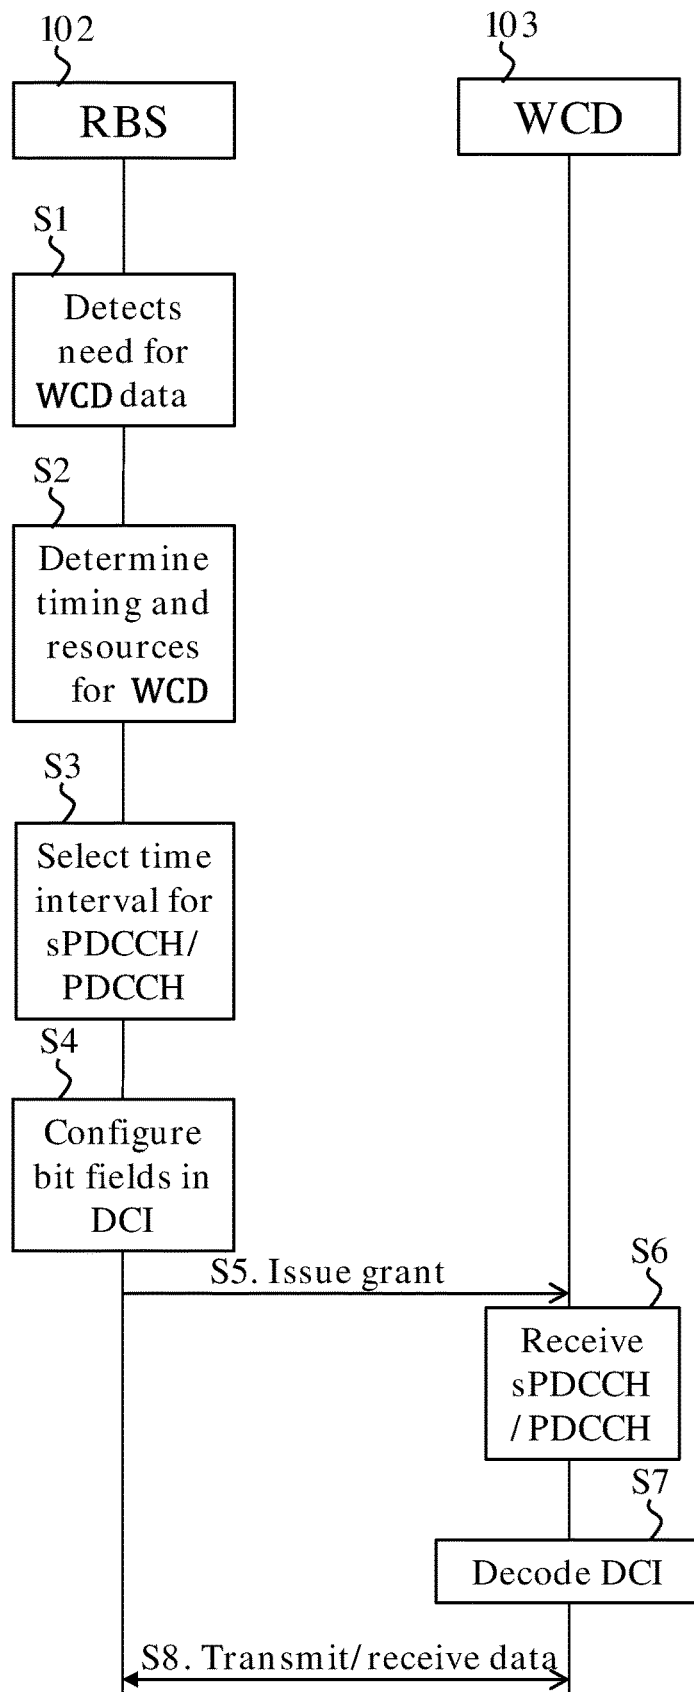 102
103
RBS
WCD
S1
Detects
need for
WCD data
S2
Determine
timing and
resources
for WCD
S3
Select time
interval for
sPDCCH/
PDCCH
S4
Configure
bit fields in
DCI
S5. Issue grant
S6
Receive
sPDCCH
/PDCCH
S7
Decode DCI
S8. Transmit/receive data